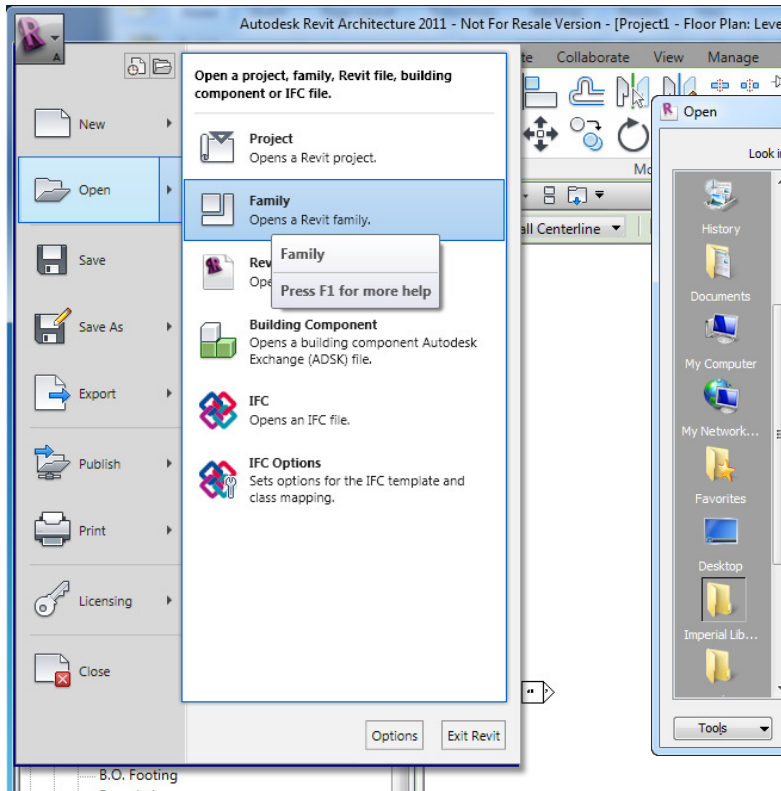 Autodesk Revit Architecture 2011 - Not For Resale Version - [Project1 - Floor Plan: Leve
A
Collaborate View Manage
Open a project, family, Revit file, building
component or IFC file.
New
Open
Save
Save As
Export
Publish
Print
Licensing
Close
Project
Opens a Revit project.
Family
Opens a Revit family.
Family
Press F1 for more help
Building Component
Opens a building component Autodesk
Exchange (ADSK) file.
IFC
Opens an IFC file.
IFC Options
Sets options for the IFC template and
class mapping.
Options
Exit Revit
all Centerline
Open
Look i
History
Documents
My Computer
My Network...
Favorites
Desktop
Imperial Lib...
Tools
B.O. Footing